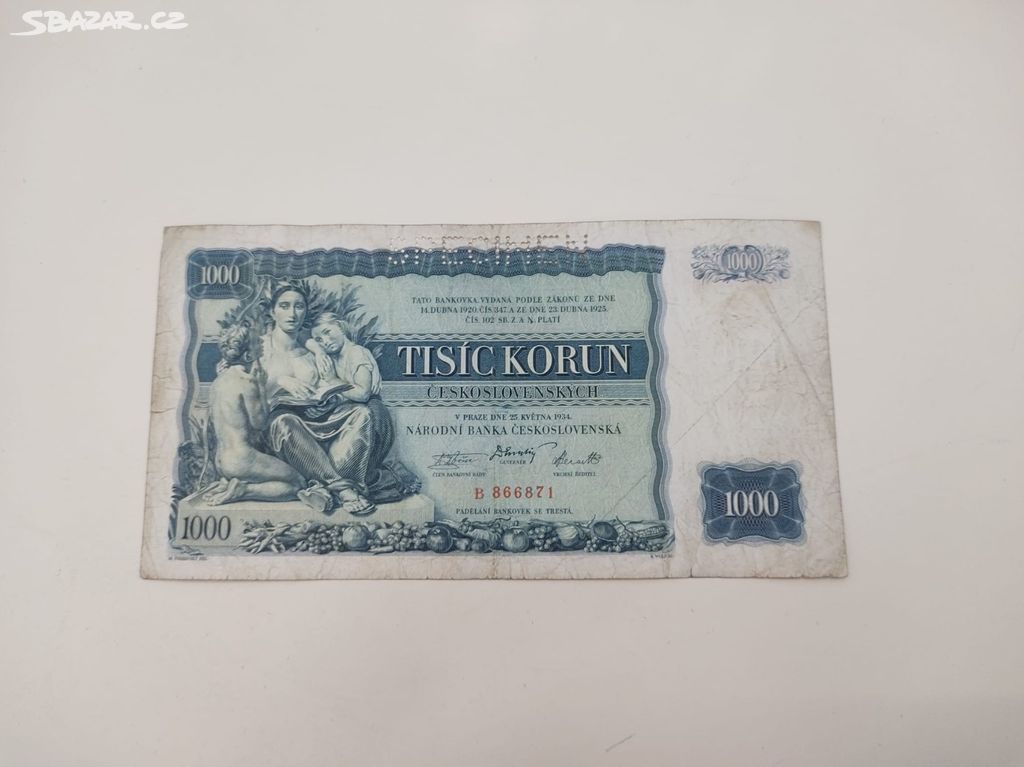 SBAZAR.CZ
SPECIMEN
1000
1000
TATO BANKOVKA, VYDANÁ PODLE ZÁKONŮ ZE DNE
14. DUBNA 1920, ČÍS. 347, A ZE DNE 23. DUBNA 1925,
ČÍS. 102 SB. Z. A N. PLATÍ
TISÍC KORUN
ČESKOSLOVENSKÝCH
V PRAZE DNE 25. KVĚTNA 1934.
NÁRODNÍ BANKA ČESKOSLOVENSKÁ
ČLEN BANKOVNÍ RADY GUVERNÉR VRCHNÍ ŘEDITEL
B 866871
PADĚLÁNÍ BANKOVEK SE TRESTÁ.
1000
1000